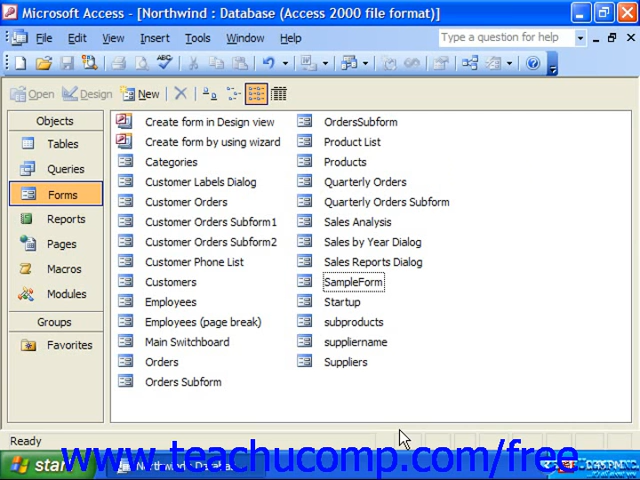 Microsoft Access - [Northwind : Database (Access 2000 file format)]
File Edit View Insert Tools Window Help Type a question for help
Open Design New
Objects
Tables
Queries
Forms
Reports
Pages
Macros
Modules
Groups
Favorites
Create form in Design view
Create form by using wizard
Categories
Customer Labels Dialog
Customer Orders
Customer Orders Subform1
Customer Orders Subform2
Customer Phone List
Customers
Employees
Employees (page break)
Main Switchboard
Orders
Orders Subform
OrdersSubform
Product List
Products
Quarterly Orders
Quarterly Orders Subform
Sales Analysis
Sales by Year Dialog
Sales Reports Dialog
SampleForm
Startup
subproducts
suppliername
Suppliers
Ready
start
www.teachucomp.com/free